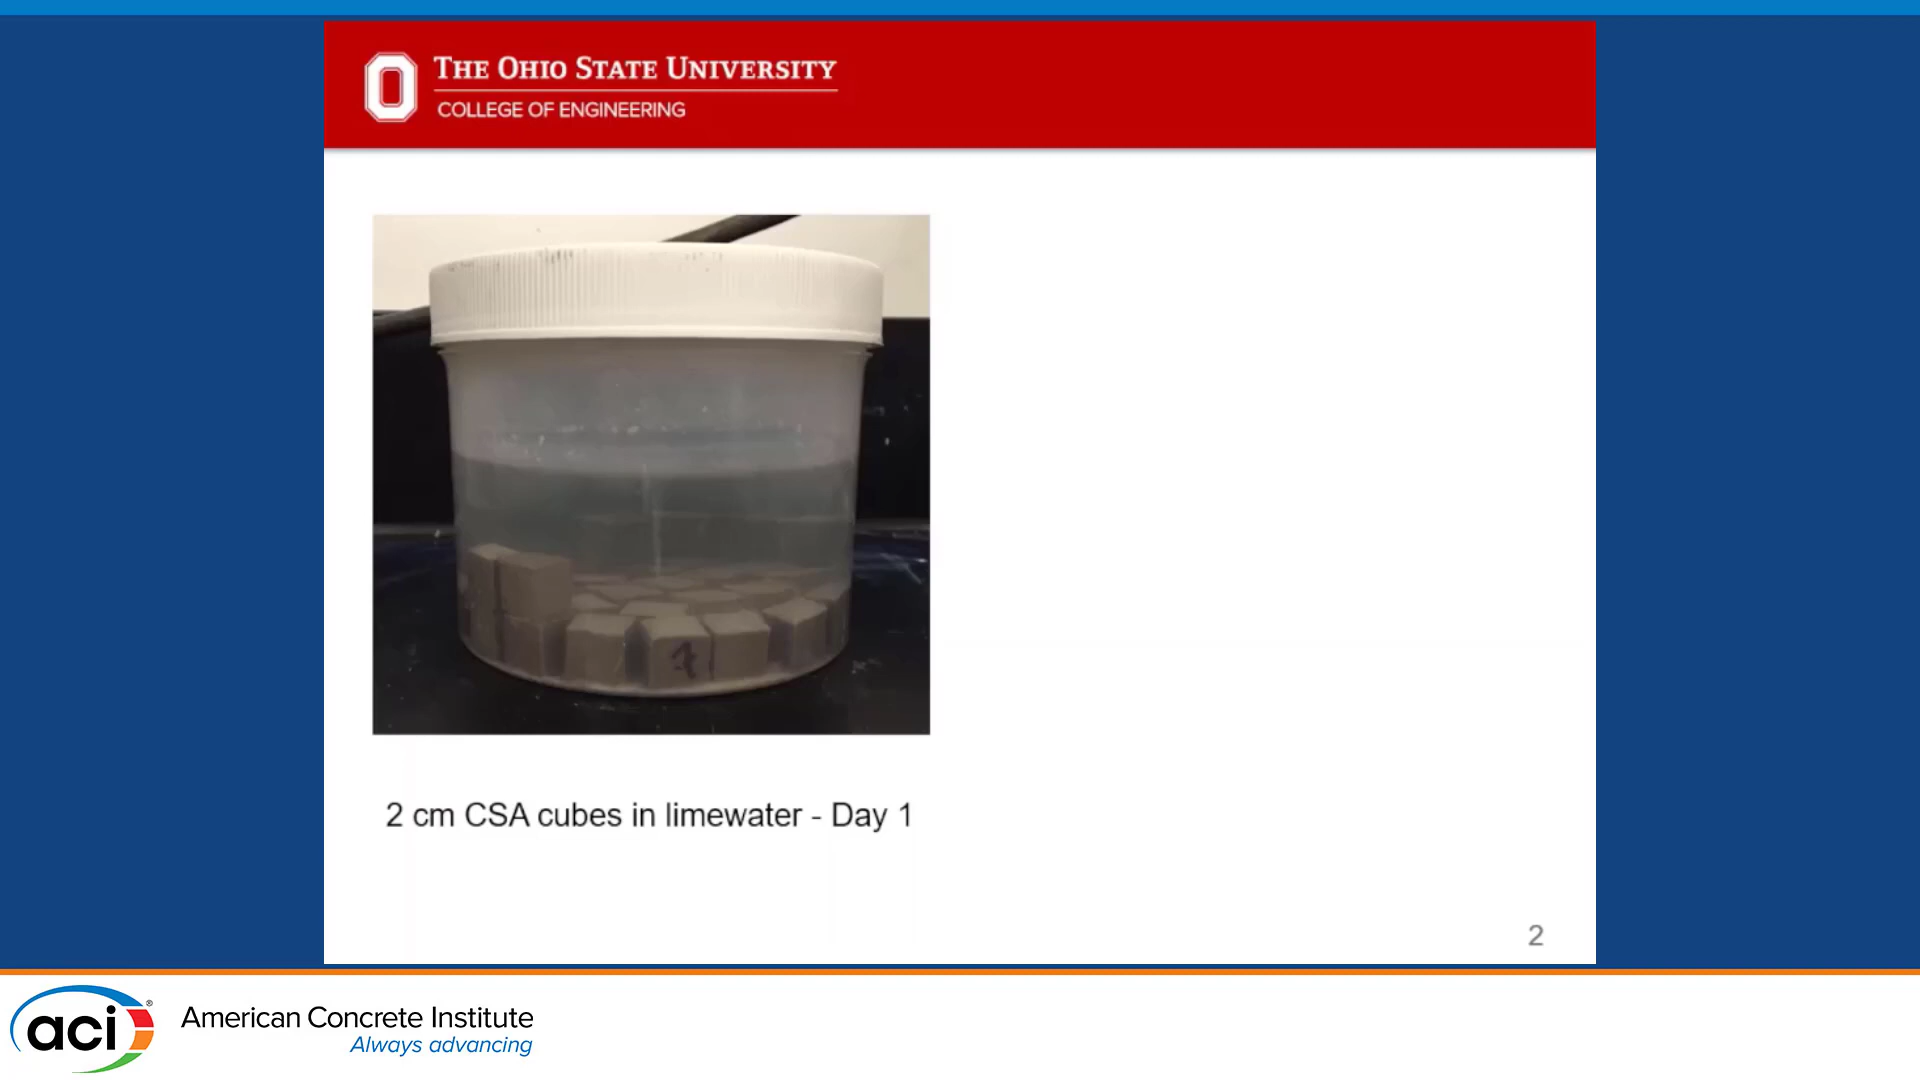 THE OHIO STATE UNIVERSITY
COLLEGE OF ENGINEERING
2 cm CSA cubes in limewater - Day 1
2
aci®
American Concrete Institute
Always advancing